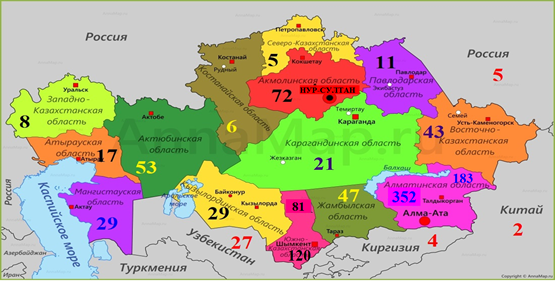 Россия
Петропавловск
Северо-Казахстанская
область
5
Кокшетау
Костанай
Рудный
Костанайская
область
6
Акмолинская область
72
НУР-СУЛТАН
11
Павлодар
Павлодарская
Экибастуз
область
Россия
5
Уральск
Западно-
Казахстанская
область
8
Актобе
Актюбинская
область
53
Атырауская
область
17
Атырау
Темиртау
Караганда
Карагандинская область
Жезказган
21
Семей
Усть-Каменогорск
43
Восточно-
Казахстанская
область
Балхаш
183
Алматинская
область
352
Талдыкорган
Алма-Ата
Каспийское море
Мангистауская
область
Актау
29
Аральское
море
Байконур
Кызылорда
Кызылординская область
29
47
Жамбылская
область
Тараз
81
Южно-
Казахстанская
Шымкент
120
Узбекистан
27
Киргизия
4
Китай
2
Россия
Азербайджан
Иран
Туркмения
AnnaMap.ru
© AnnaMap.ru